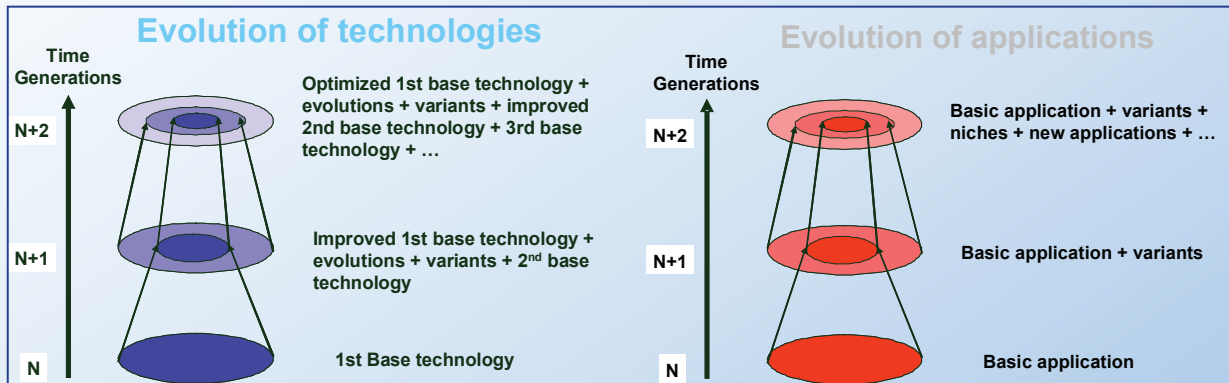 Evolution of technologies
Time
Generations
N+2
Optimized 1st base technology +
evolutions + variants + improved
2nd base technology + 3rd base
technology + …
N+1
Improved 1st base technology +
evolutions + variants + 2nd base
technology
N
1st Base technology
Evolution of applications
Time
Generations
N+2
Basic application + variants +
niches + new applications + …
N+1
Basic application + variants
N
Basic application